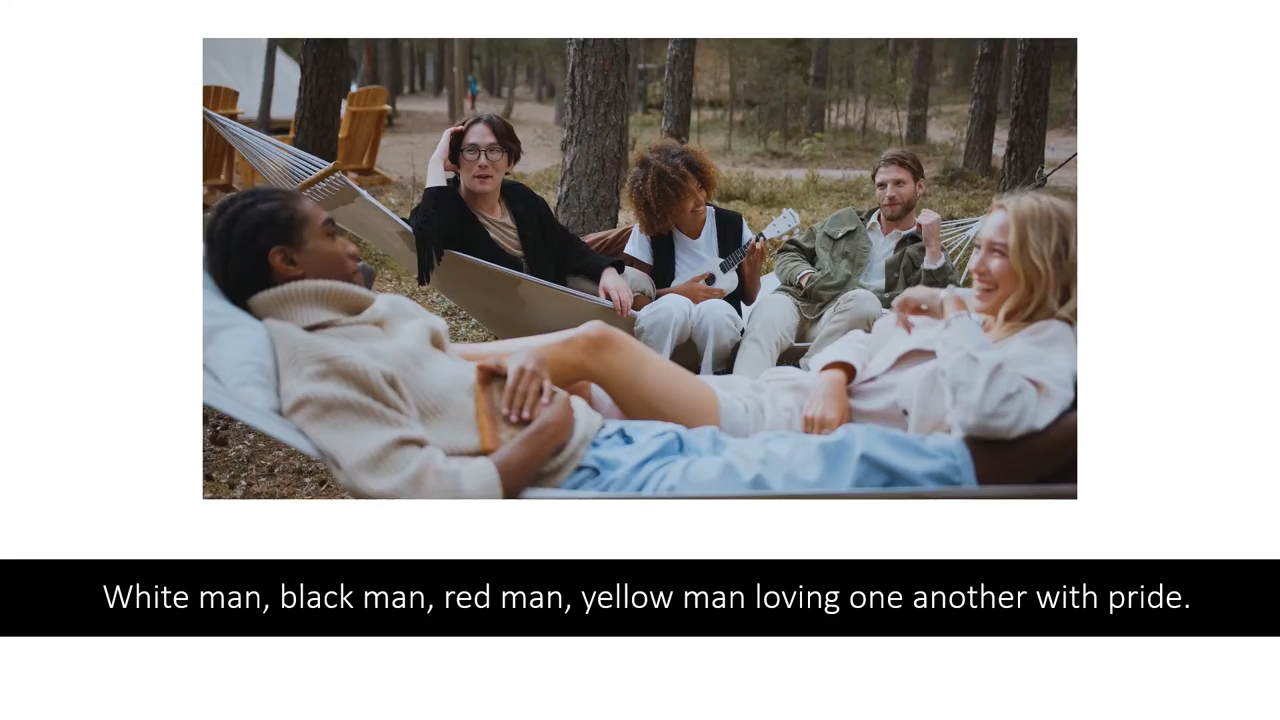 White man, black man, red man, yellow man loving one another with pride.